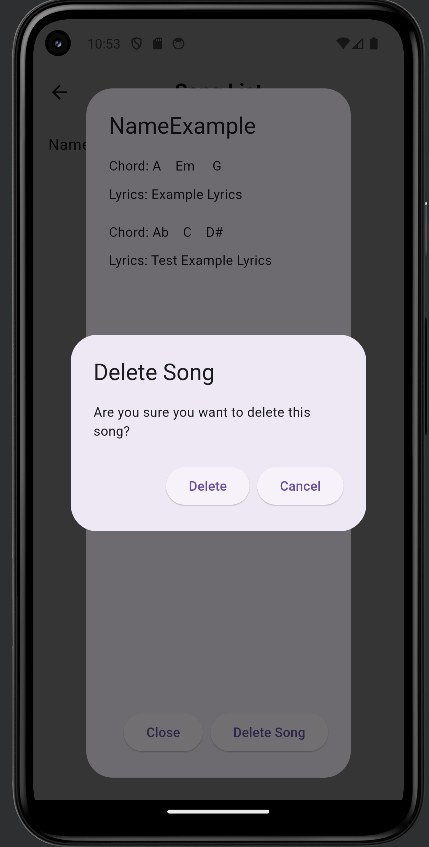 10:53
Song List
Name
NameExample
Chord: A Em G
Lyrics: Example Lyrics
Chord: Ab C D#
Lyrics: Test Example Lyrics
Delete Song
Are you sure you want to delete this
song?
Delete Cancel
Close Delete Song